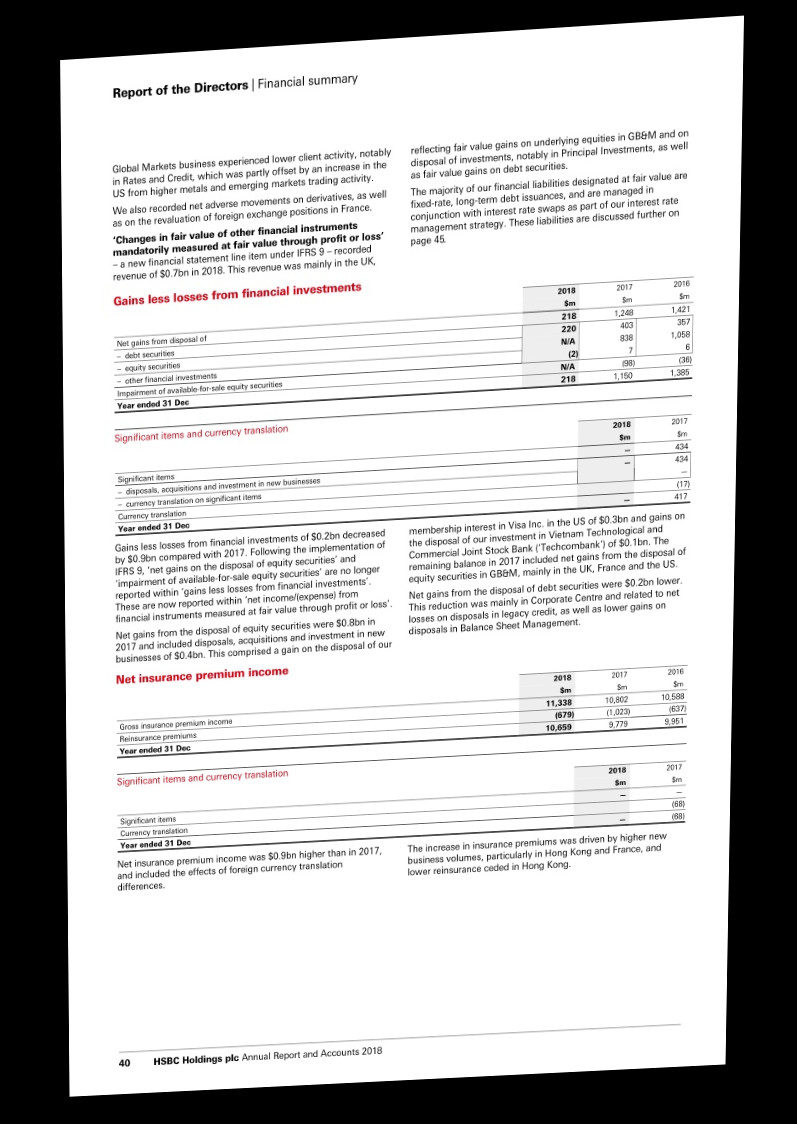 Report of the Directors | Financial summary
Global Markets business experienced lower client activity, notably
in Rates and Credit, which was partly offset by an increase in the
US from higher metals and emerging markets trading activity.
We also recorded net adverse movements on derivatives, as well
as on the revaluation of foreign exchange positions in France.
'Changes in fair value of other financial instruments
mandatorily measured at fair value through profit or loss'
– a new financial statement line item under IFRS 9 – recorded
revenue of $0.7bn in 2018. This revenue was mainly in the UK,
reflecting fair value gains on underlying equities in GB&M and on
disposal of investments, notably in Principal Investments, as well
as fair value gains on debt securities.
The majority of our financial liabilities designated at fair value are
fixed-rate, long-term debt issuances, and are managed in
conjunction with interest rate swaps as part of our interest rate
management strategy. These liabilities are discussed further on
page 45.
Gains less losses from financial investments
2018 2017 2016
$m $m $m
Net gains from disposal of 218 1,248 1,421
– debt securities 220 403 357
– equity securities N/A 838 1,058
– other financial investments (2) 7 6
Impairment of available-for-sale equity securities N/A (98) (36)
Year ended 31 Dec 218 1,150 1,385
Significant items and currency translation
2018 2017
$m $m
Significant items – 434
– disposals, acquisitions and investment in new businesses – 434
– currency translation on significant items –
Currency translation (17)
Year ended 31 Dec – 417
Gains less losses from financial investments of $0.2bn decreased
by $0.9bn compared with 2017. Following the implementation of
IFRS 9, 'net gains on the disposal of equity securities' and
'impairment of available-for-sale equity securities' are no longer
reported within 'gains less losses from financial investments'.
These are now reported within 'net income/(expense) from
financial instruments measured at fair value through profit or loss'.
Net gains from the disposal of equity securities were $0.8bn in
2017 and included disposals, acquisitions and investment in new
businesses of $0.4bn. This comprised a gain on the disposal of our
membership interest in Visa Inc. in the US of $0.3bn and gains on
the disposal of our investment in Vietnam Technological and
Commercial Joint Stock Bank ('Techcombank') of $0.1bn. The
remaining balance in 2017 included net gains from the disposal of
equity securities in GB&M, mainly in the UK, France and the US.
Net gains from the disposal of debt securities were $0.2bn lower.
This reduction was mainly in Corporate Centre and related to net
losses on disposals in legacy credit, as well as lower gains on
disposals in Balance Sheet Management.
Net insurance premium income
2018 2017 2016
$m $m $m
Gross insurance premium income 11,338 10,802 10,588
Reinsurance premiums (679) (1,023) (637)
Year ended 31 Dec 10,659 9,779 9,951
Significant items and currency translation
2018 2017
$m $m
Significant items – –
Currency translation (68)
Year ended 31 Dec – (68)
Net insurance premium income was $0.9bn higher than in 2017,
and included the effects of foreign currency translation
differences.
The increase in insurance premiums was driven by higher new
business volumes, particularly in Hong Kong and France, and
lower reinsurance ceded in Hong Kong.
40 HSBC Holdings plc Annual Report and Accounts 2018